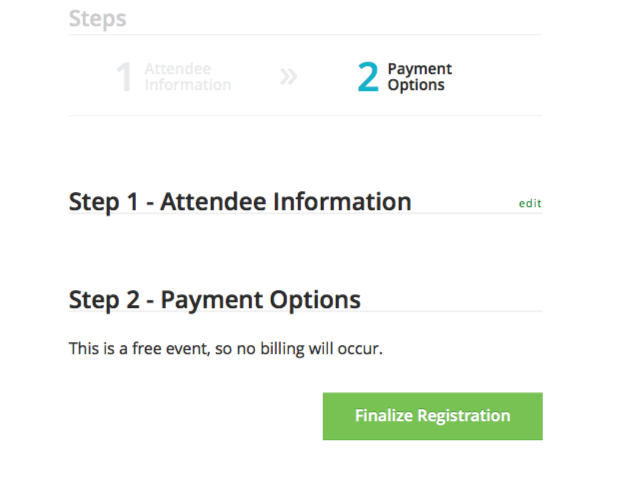 Steps
1 Attendee Information » 2 Payment Options
Step 1 - Attendee Information edit
Step 2 - Payment Options
This is a free event, so no billing will occur.
Finalize Registration